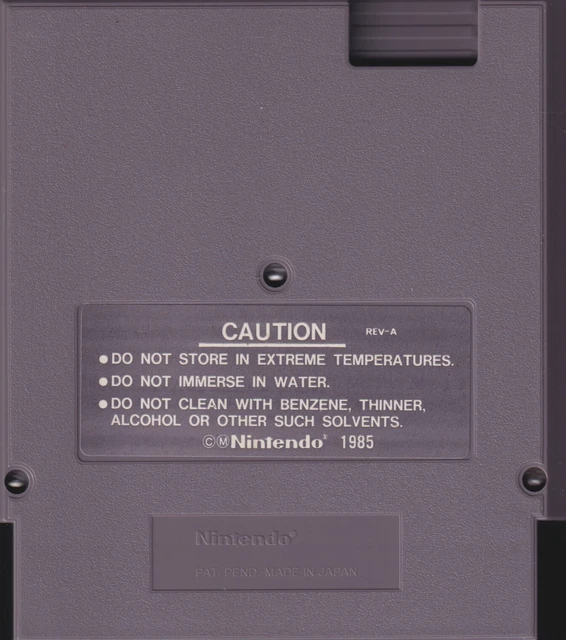 CAUTION REV-A
●DO NOT STORE IN EXTREME TEMPERATURES.
●DO NOT IMMERSE IN WATER.
●DO NOT CLEAN WITH BENZENE, THINNER,
ALCOHOL OR OTHER SUCH SOLVENTS.
©ⓂNintendo® 1985
Nintendo®
PAT. PEND. MADE IN JAPAN